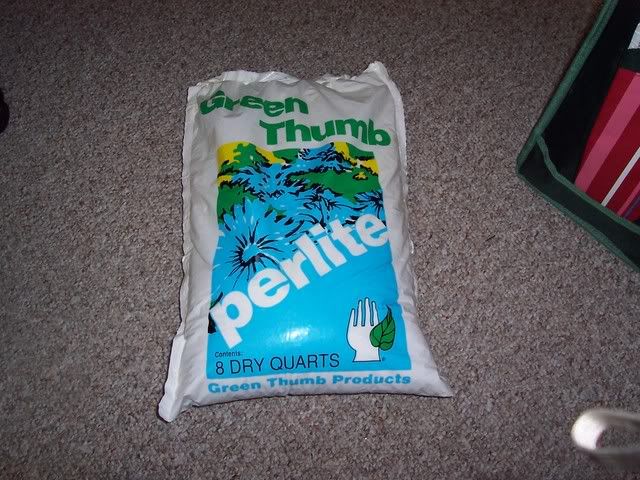 Green
Thumb
perlite
Contents:
8 DRY QUARTS
Green Thumb Products